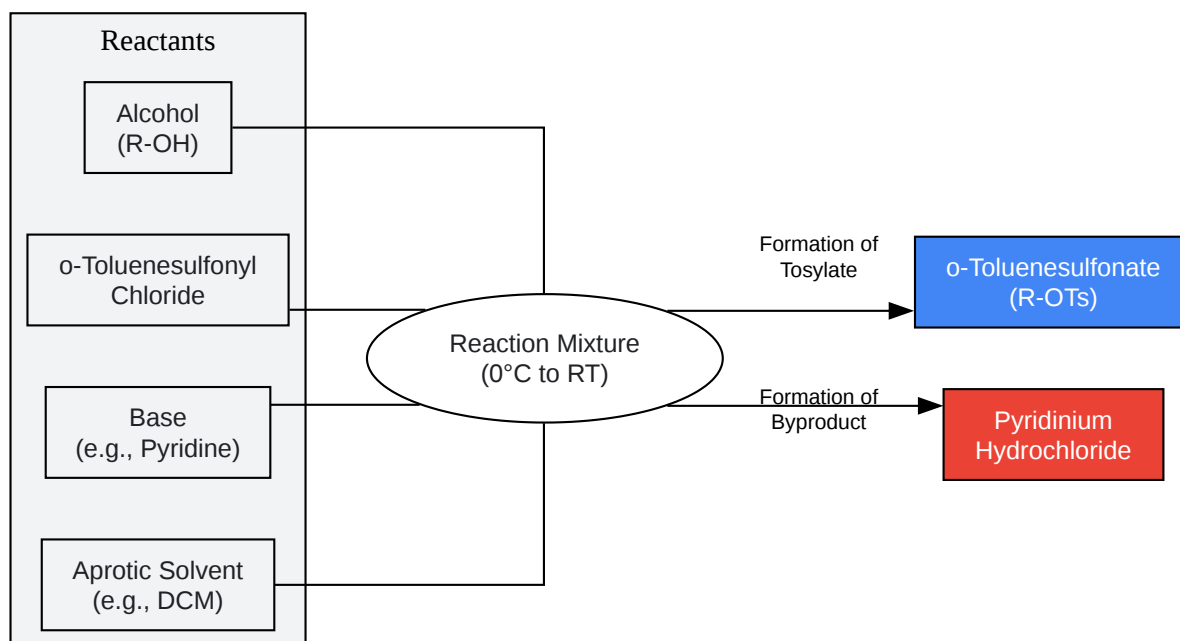 Reactants
Alcohol
(R-OH)
o-Toluenesulfonyl
Chloride
Base
(e.g., Pyridine)
Aprotic Solvent
(e.g., DCM)
Reaction Mixture
(0°C to RT)
Formation of
Tosylate
o-Toluenesulfonate
(R-OTs)
Formation of
Byproduct
Pyridinium
Hydrochloride